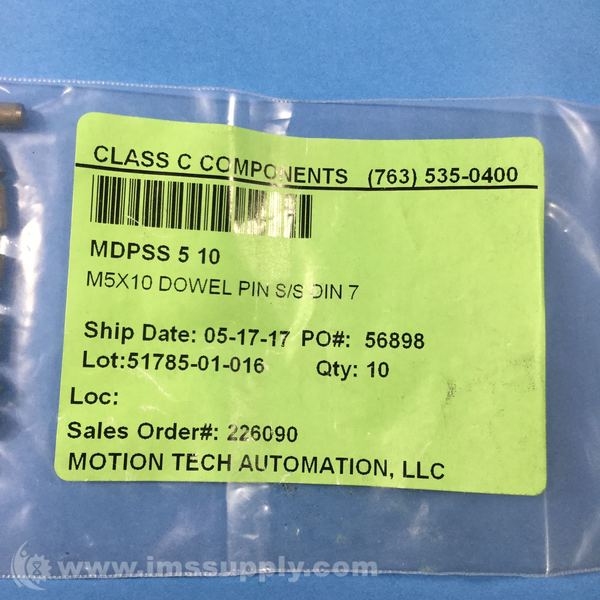 CLASS C COMPONENTS (763) 535-0400
MDPSS 5 10
M5X10 DOWEL PIN S/S DIN 7
Ship Date: 05-17-17 PO#: 56898
Lot:51785-01-016 Qty: 10
Loc:
Sales Order#: 226090
MOTION TECH AUTOMATION, LLC
www.imssupply.com